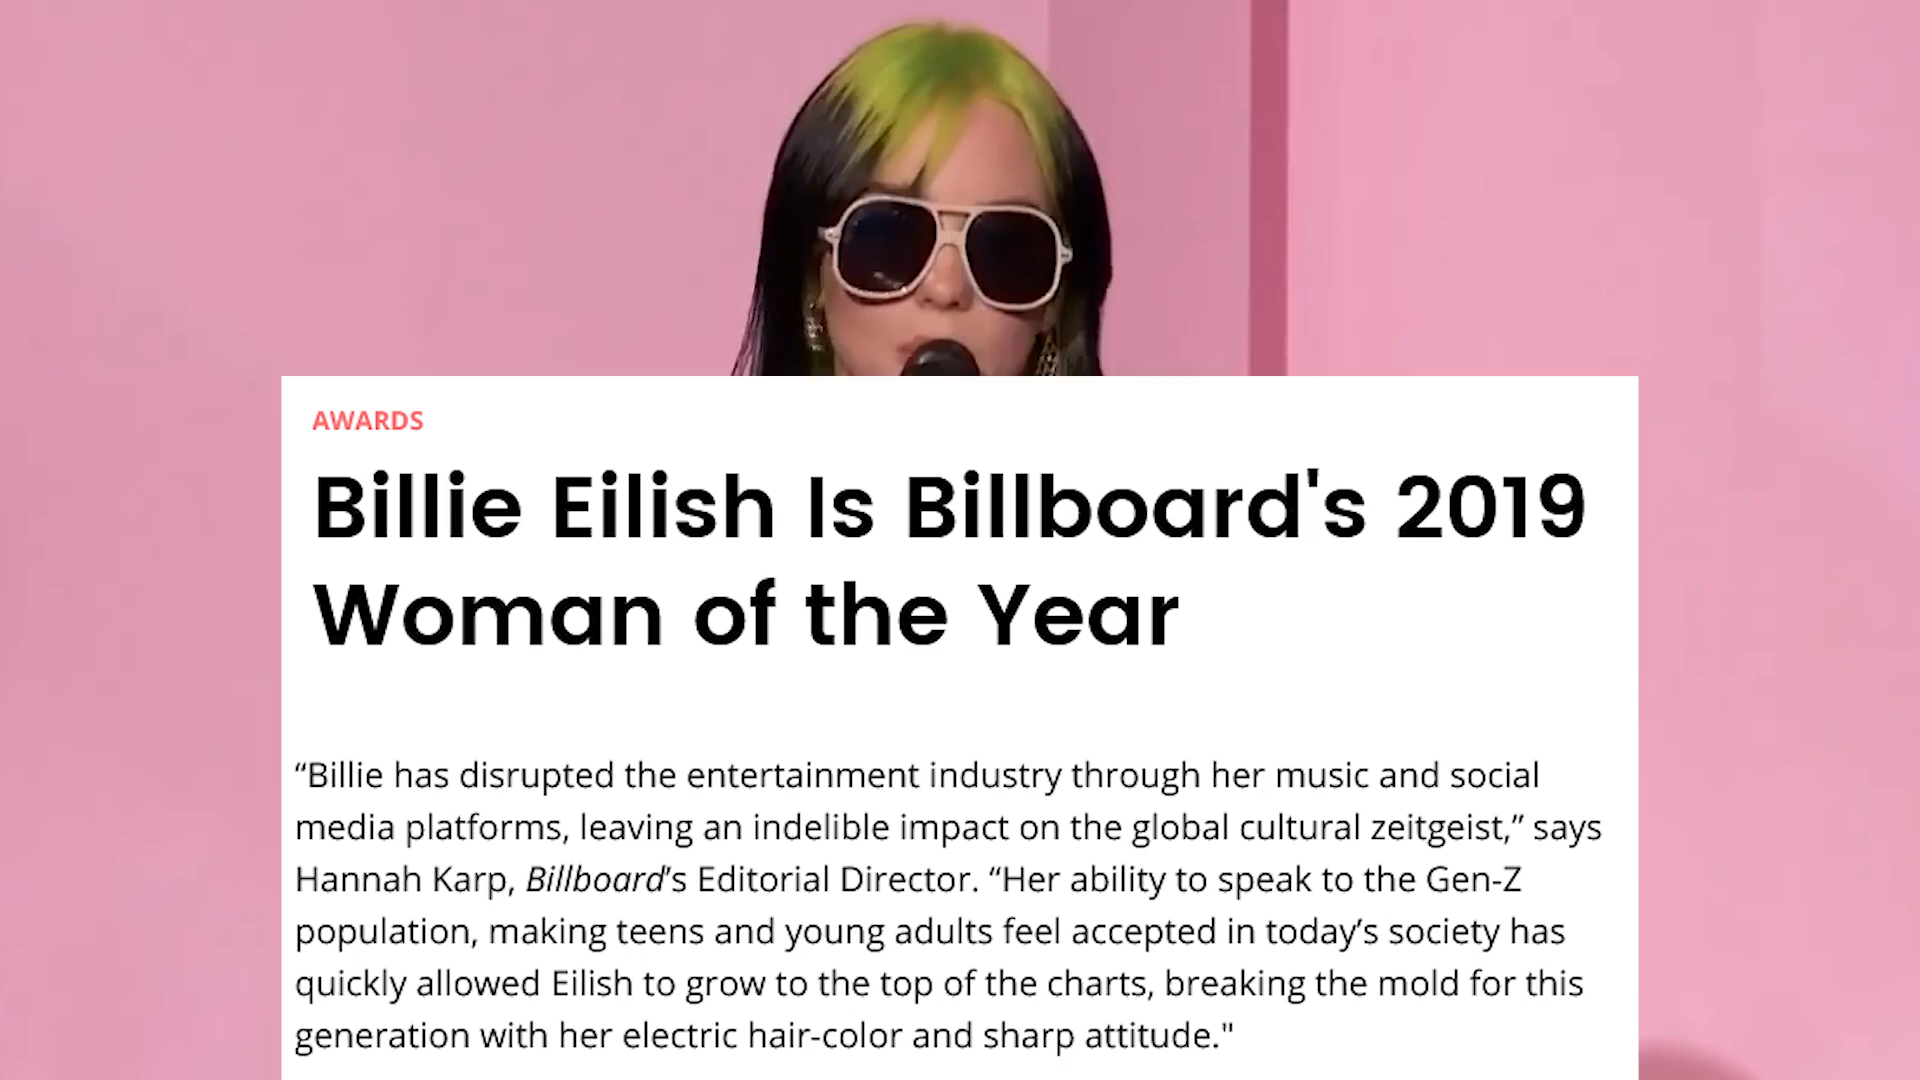 AWARDS
Billie Eilish Is Billboard's 2019
Woman of the Year
“Billie has disrupted the entertainment industry through her music and social
media platforms, leaving an indelible impact on the global cultural zeitgeist,” says
Hannah Karp, Billboard’s Editorial Director. “Her ability to speak to the Gen-Z
population, making teens and young adults feel accepted in today’s society has
quickly allowed Eilish to grow to the top of the charts, breaking the mold for this
generation with her electric hair-color and sharp attitude."